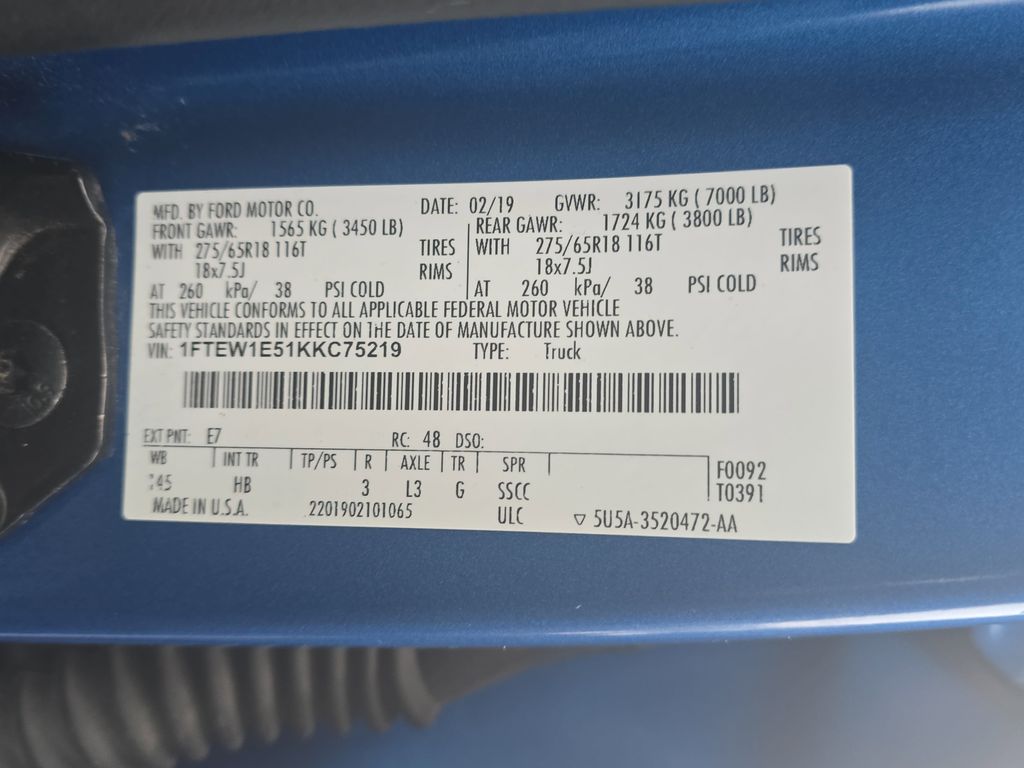 MFD. BY FORD MOTOR CO. DATE: 02/19 GVWR: 3175 KG ( 7000 LB)
FRONT GAWR: 1565 KG ( 3450 LB) REAR GAWR: 1724 KG ( 3800 LB)
WITH 275/65R18 116T TIRES WITH 275/65R18 116T TIRES
18x7.5J RIMS 18x7.5J RIMS
AT 260 kPa/ 38 PSI COLD AT 260 kPa/ 38 PSI COLD
THIS VEHICLE CONFORMS TO ALL APPLICABLE FEDERAL MOTOR VEHICLE
SAFETY STANDARDS IN EFFECT ON THE DATE OF MANUFACTURE SHOWN ABOVE.
VIN: 1FTEW1E51KKC75219 TYPE: Truck
EXT PNT: E7 RC: 48 DSO:
WB INT TR TP/PS R AXLE TR SPR F0092
145 HB 3 L3 G SSCC T0391
MADE IN U.S.A. 2201902101065 ULC ▽ 5U5A-3520472-AA